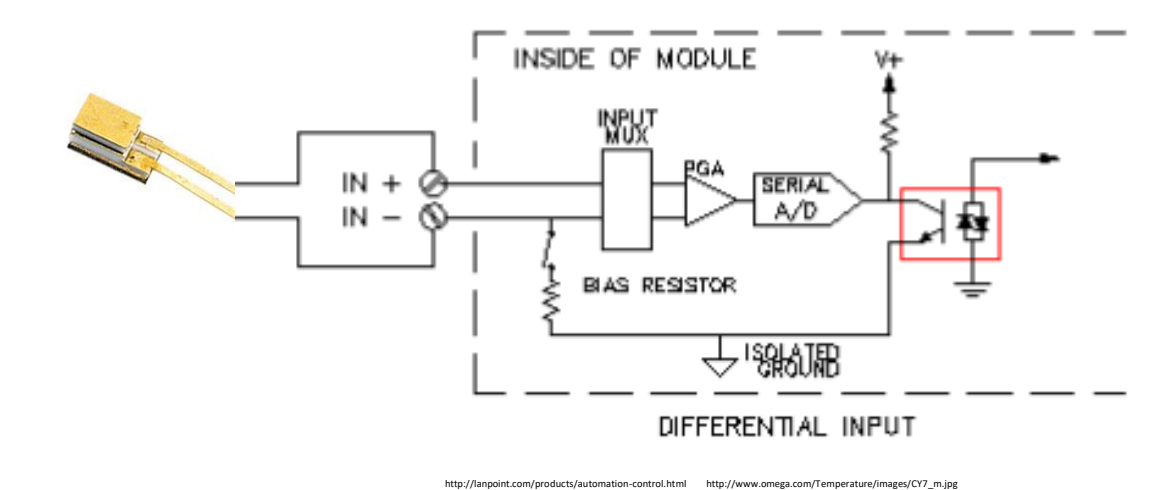 INSIDE OF MODULE
V+
INPUT
MUX
PGA
SERIAL
A/D
IN +
IN -
BIAS RESISTOR
ISOLATED
GROUND
DIFFERENTIAL INPUT
http://lanpoint.com/products/automation-control.html http://www.omega.com/Temperature/images/CY7_m.jpg